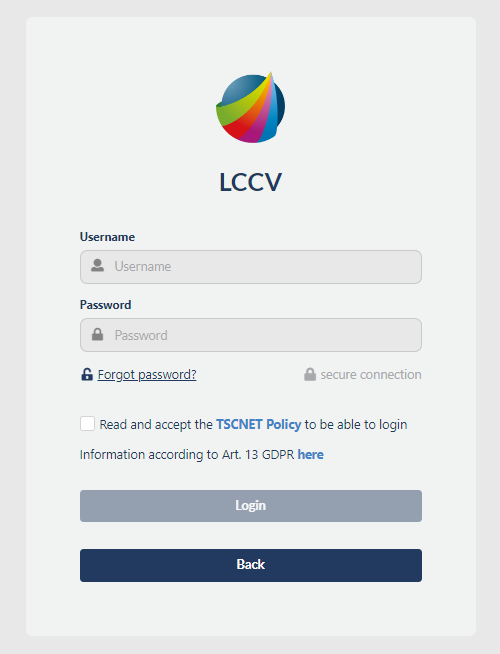 LCCV
Username
Username
Password
Password
Forgot password? secure connection
Read and accept the TSCNET Policy to be able to login
Information according to Art. 13 GDPR here
Login
Back